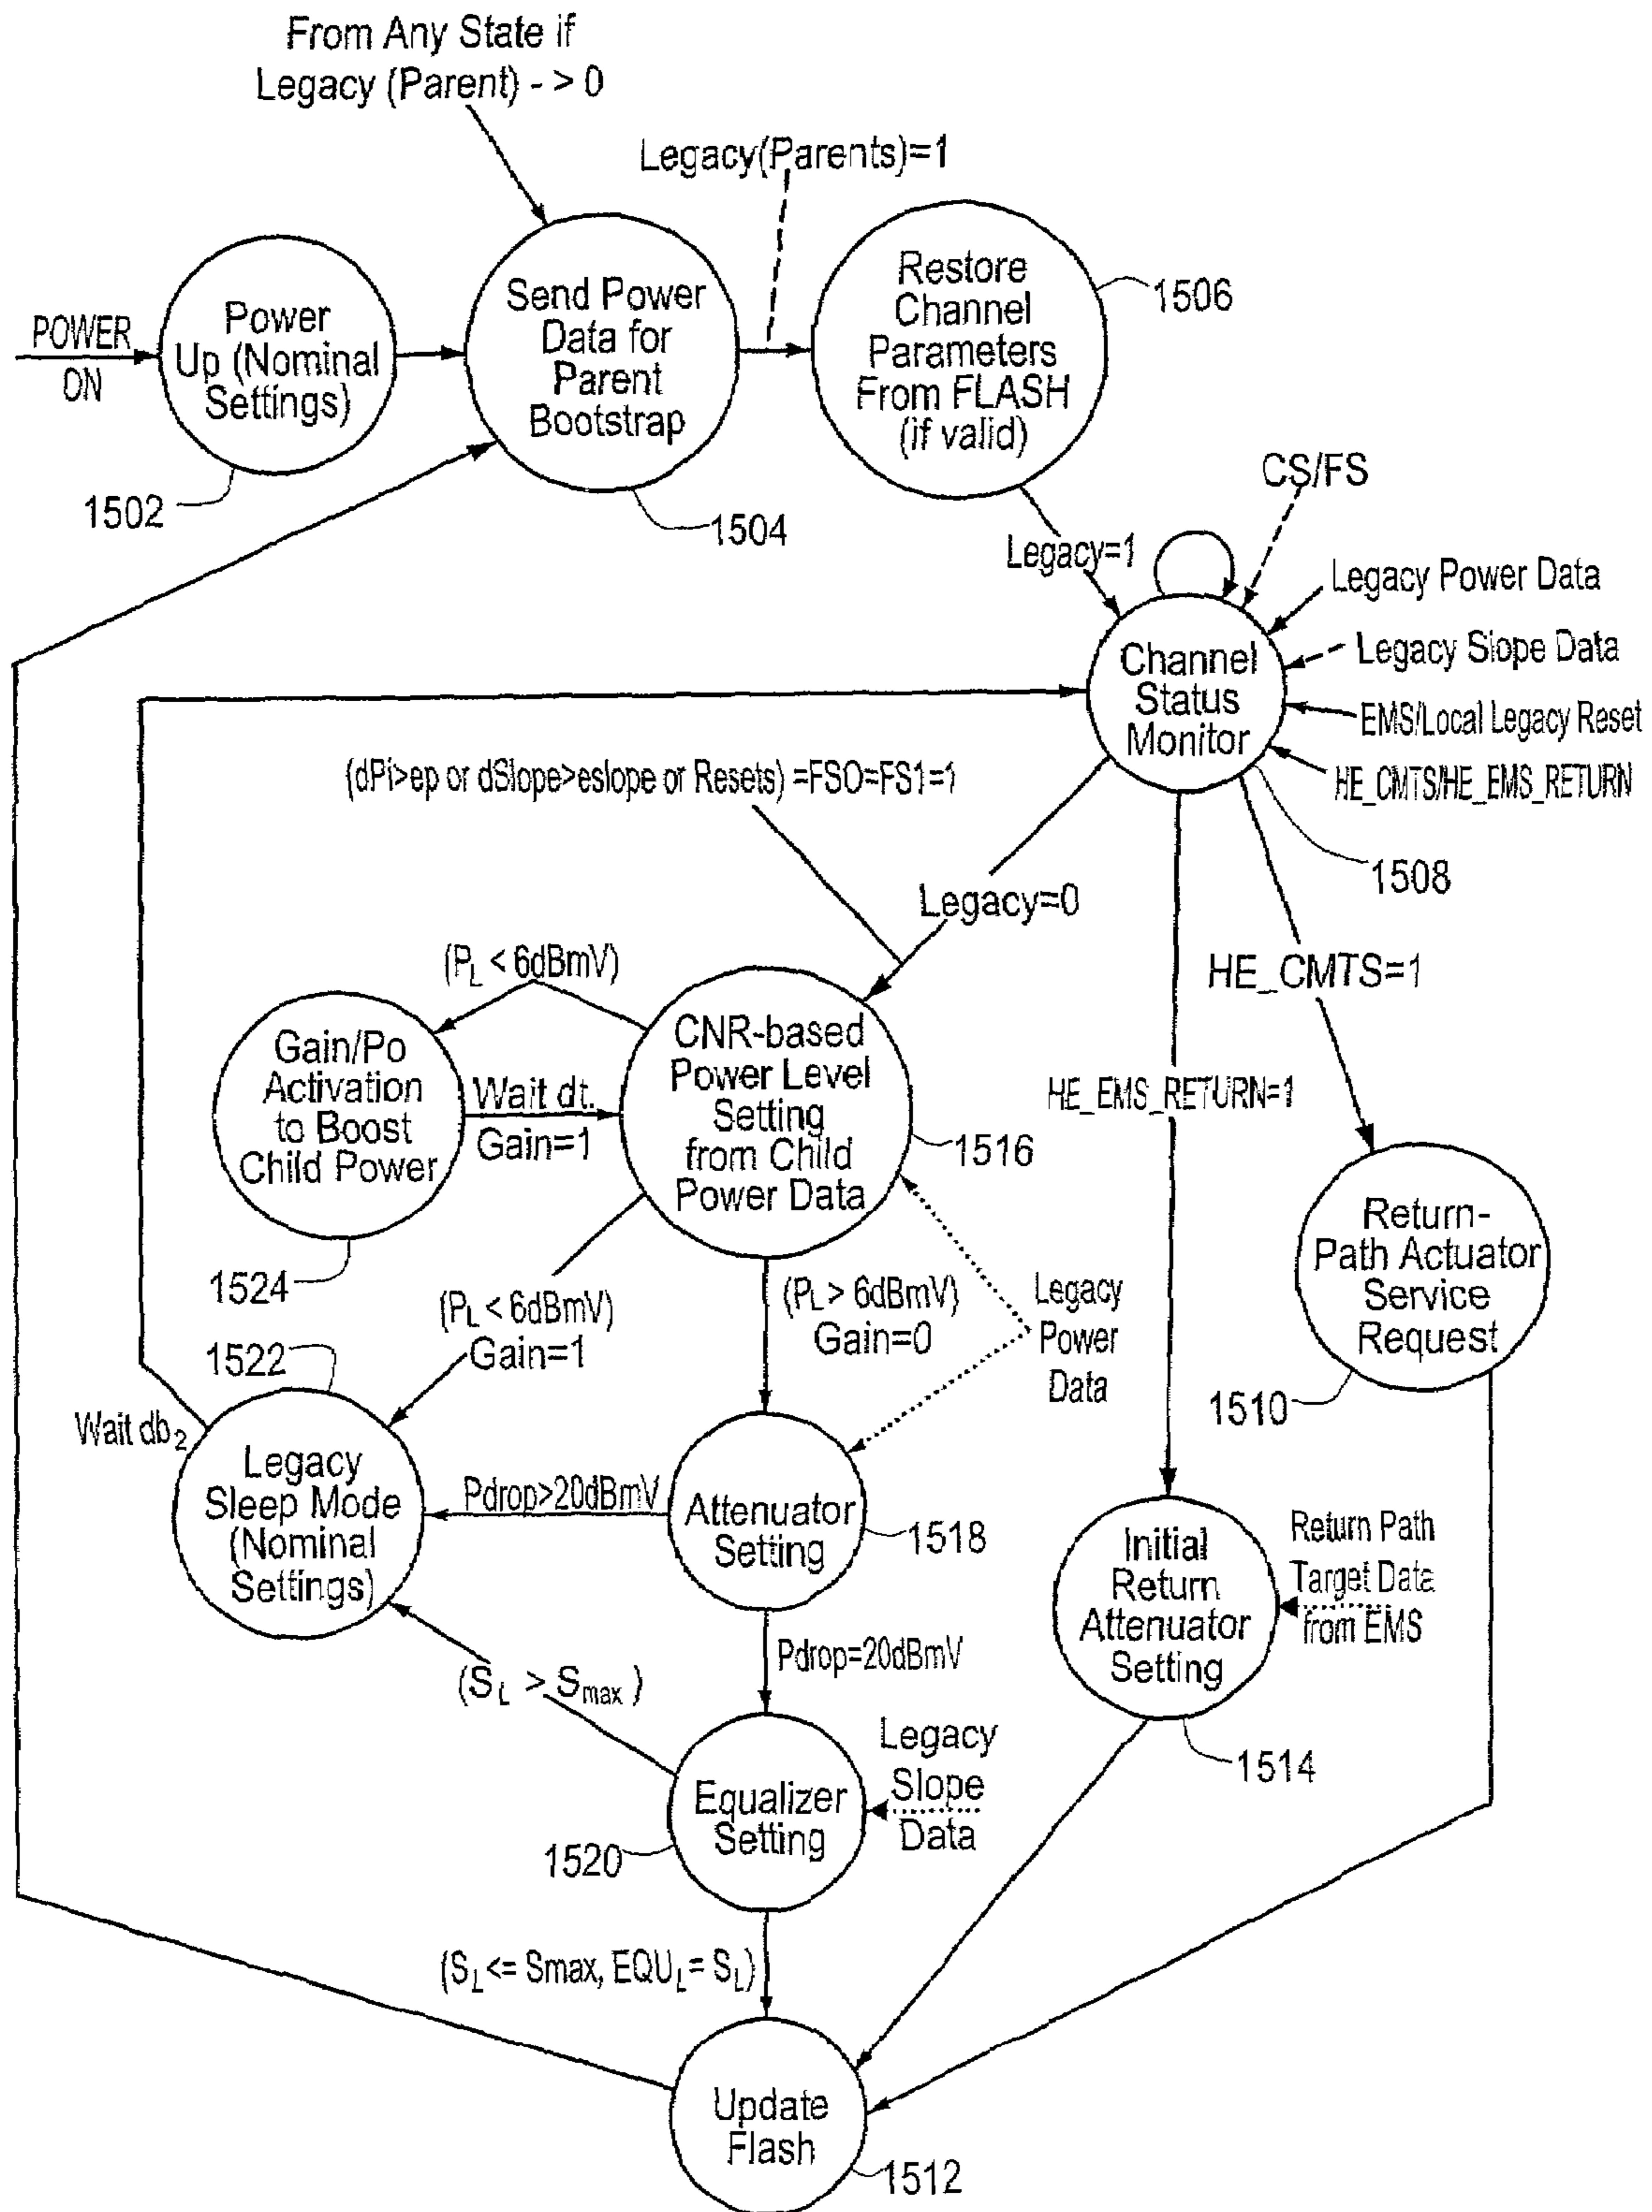 From Any State if
Legacy (Parent) - > 0
Legacy(Parents)=1
POWER
ON
Power
Up (Nominal
Settings)
1502
Send Power
Data for
Parent
Bootstrap
1504
Restore
Channel
Parameters
From FLASH
(if valid)
1506
Legacy=1
CS/FS
Legacy Power Data
Legacy Slope Data
EMS/Local Legacy Reset
HE_CMTS/HE_EMS_RETURN
Channel
Status
Monitor
1508
(dPi>ep or dSlope>eslope or Resets) =FSO=FS1=1
Legacy=0
HE_CMTS=1
HE_EMS_RETURN=1
(PL < 6dBmV)
Gain/Po
Activation
to Boost
Child Power
1524
Wait dt.
Gain=1
CNR-based
Power Level
Setting
from Child
Power Data
1516
Return-
Path Actuator
Service
Request
1510
(PL < 6dBmV)
Gain=1
(PL > 6dBmV)
Gain=0
Legacy
Power
Data
1522
Wait db2
Legacy
Sleep Mode
(Nominal
Settings)
Pdrop>20dBmV
Attenuator
Setting
1518
Initial
Return
Attenuator
Setting
1514
Return Path
Target Data
from EMS
Pdrop=20dBmV
(SL > Smax )
Equalizer
Setting
1520
Legacy
Slope
Data
(SL <= Smax, EQUL = SL)
Update
Flash
1512